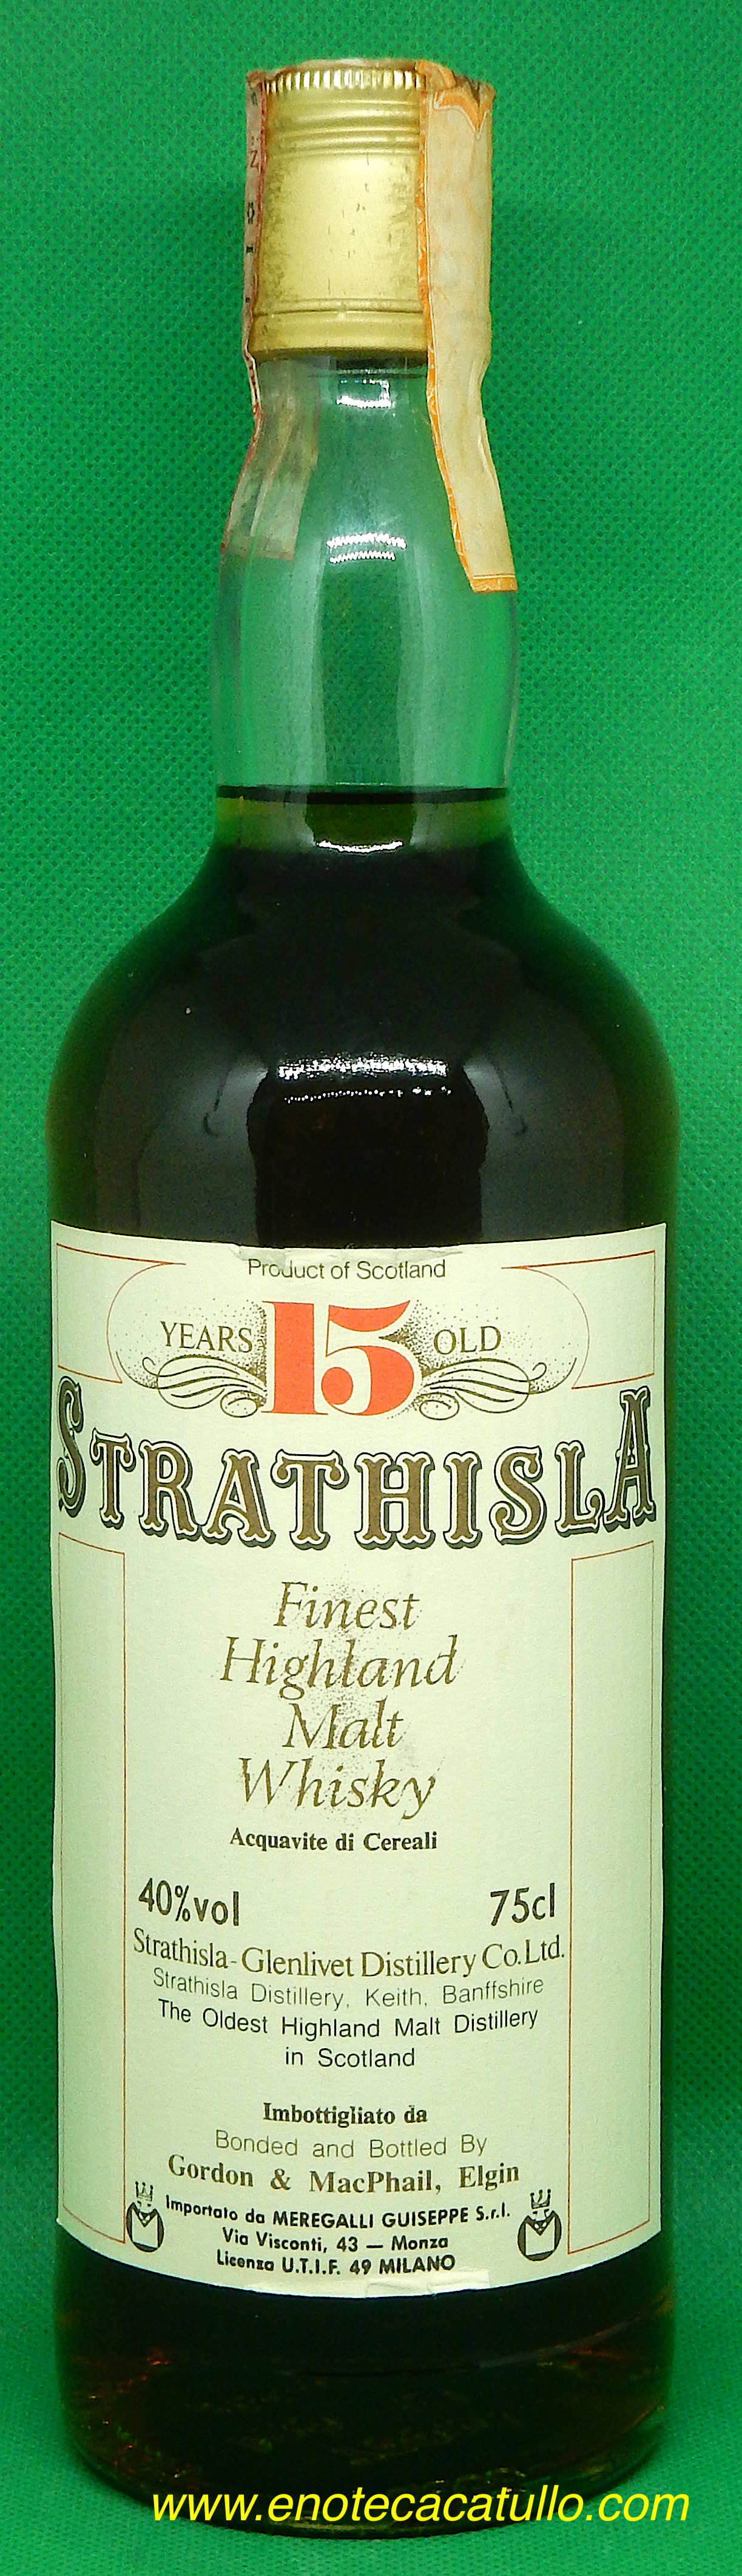 Product of Scotland
YEARS 15 OLD
STRATHISLA
Finest
Highland
Malt
Whisky
Acquavite di Cereali
40%vol 75cl
Strathisla-Glenlivet Distillery Co. Ltd.
Strathisla Distillery, Keith, Banffshire
The Oldest Highland Malt Distillery
in Scotland
Imbottigliato da
Bonded and Bottled By
Gordon & MacPhail, Elgin
Importato da MEREGALLI GUISEPPE S.r.l.
Via Visconti, 43 — Monza
Licenza U.T.I.F. 49 MILANO
www.enotecacatullo.com